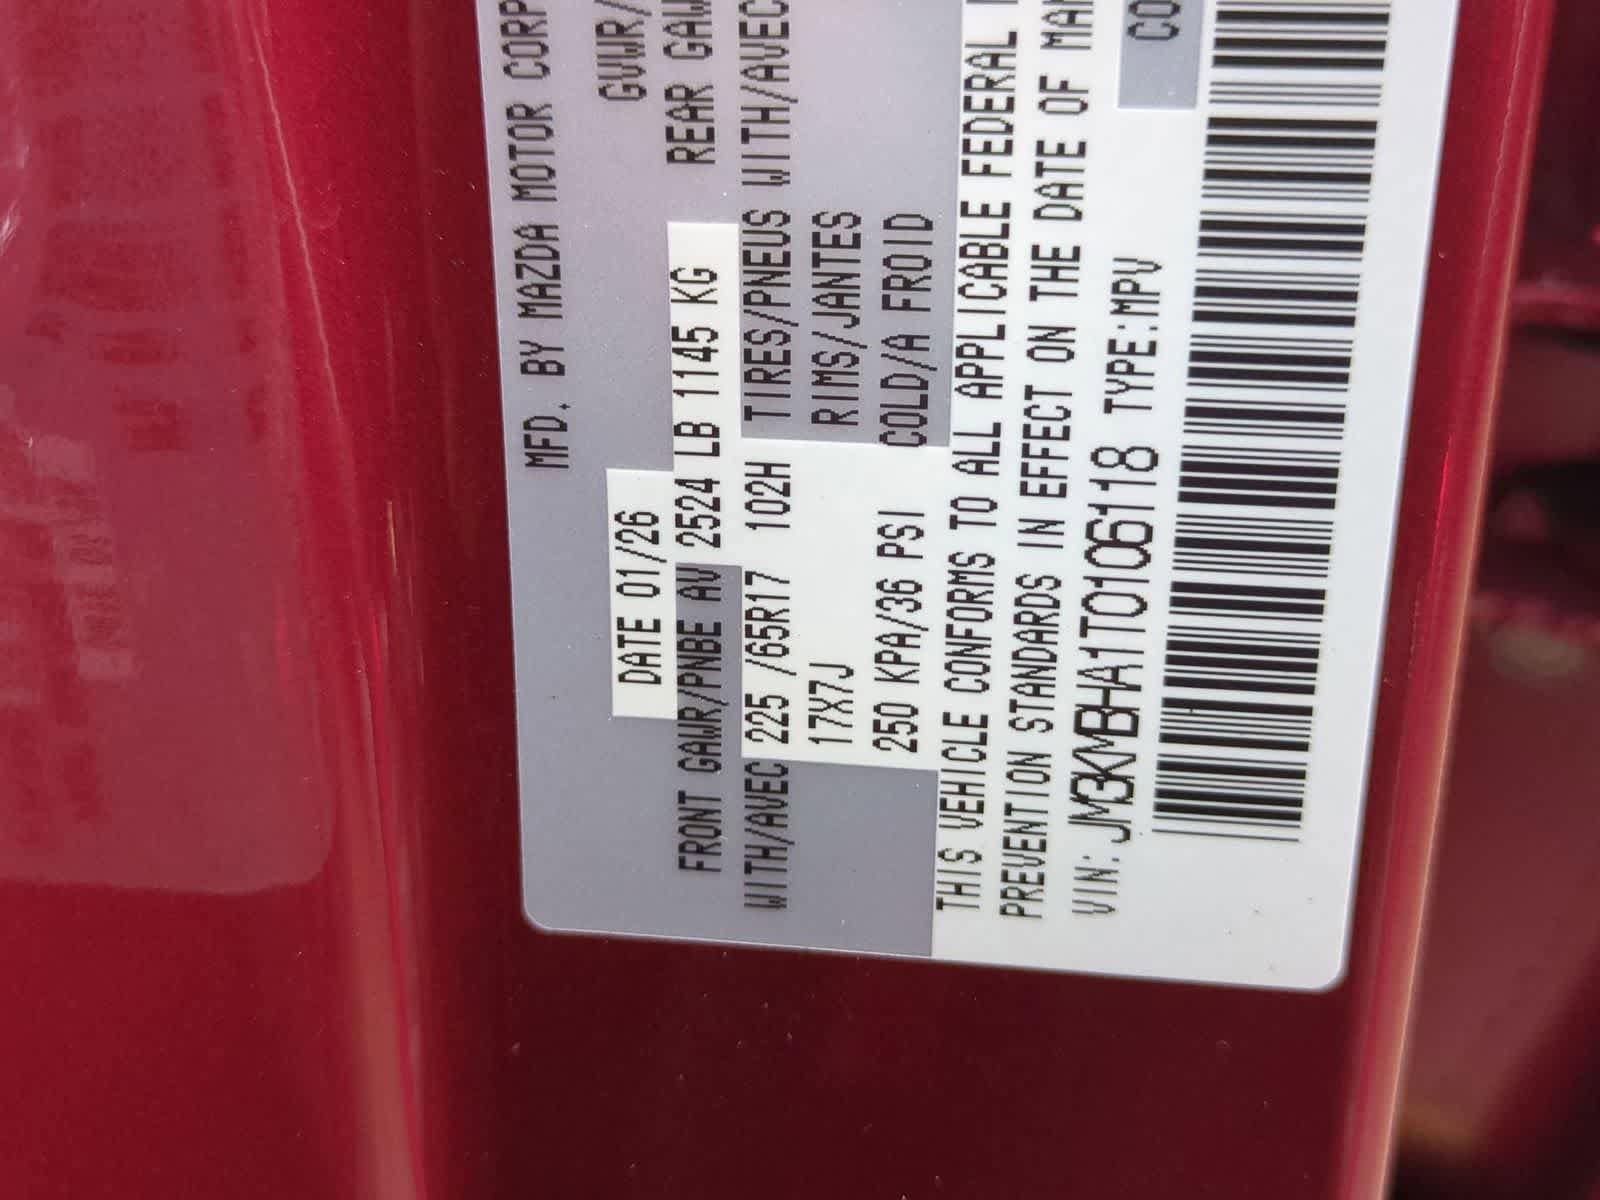 MFD. BY MAZDA MOTOR CORP
DATE 01/26
GVWR/
FRONT GAWR/PNBE AV 2524 LB 1145 KG
REAR GAW
WITH/AVEC 225 /65R17 102H TIRES/PNEUS WITH/AVEC
17X7J RIMS/JANTES
250 KPA/36 PSI COLD/A FROID
THIS VEHICLE CONFORMS TO ALL APPLICABLE FEDERAL
PREVENTION STANDARDS IN EFFECT ON THE DATE OF MAN
VIN: JM3KMBHA1T0106118 TYPE:MPV
CO